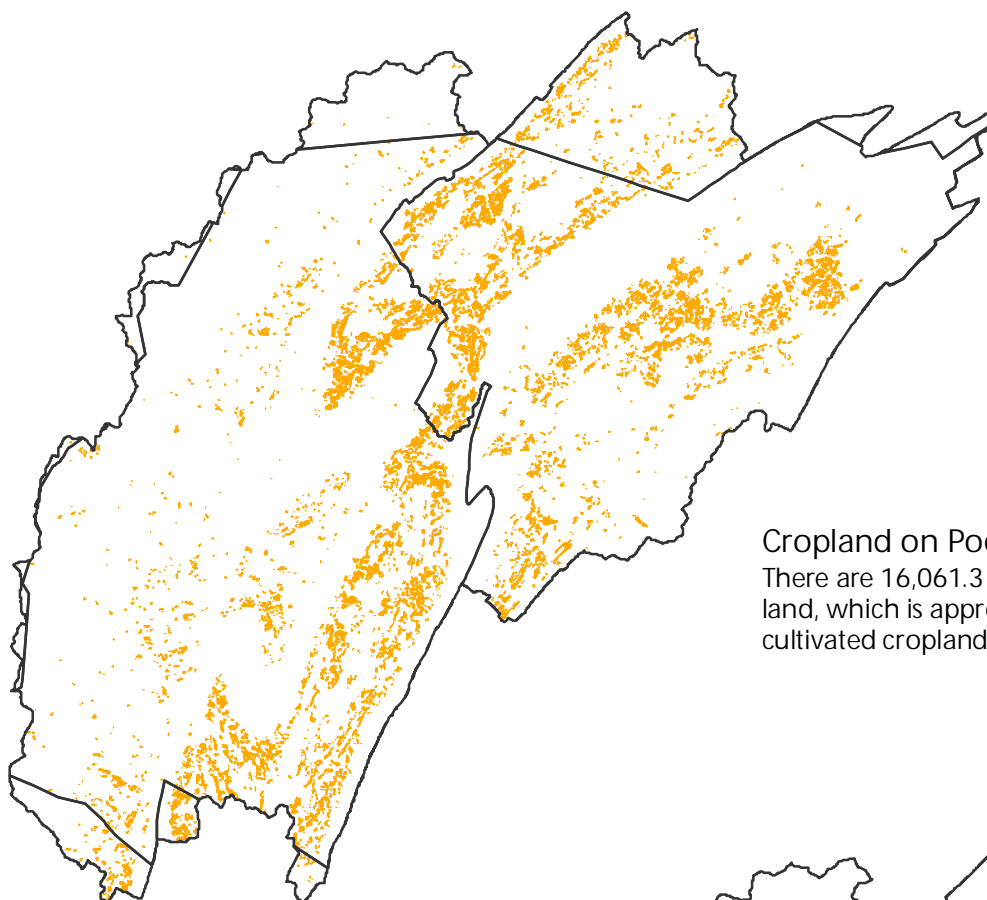 Cropland on Poo
There are 16,061.3
land, which is appro
cultivated cropland